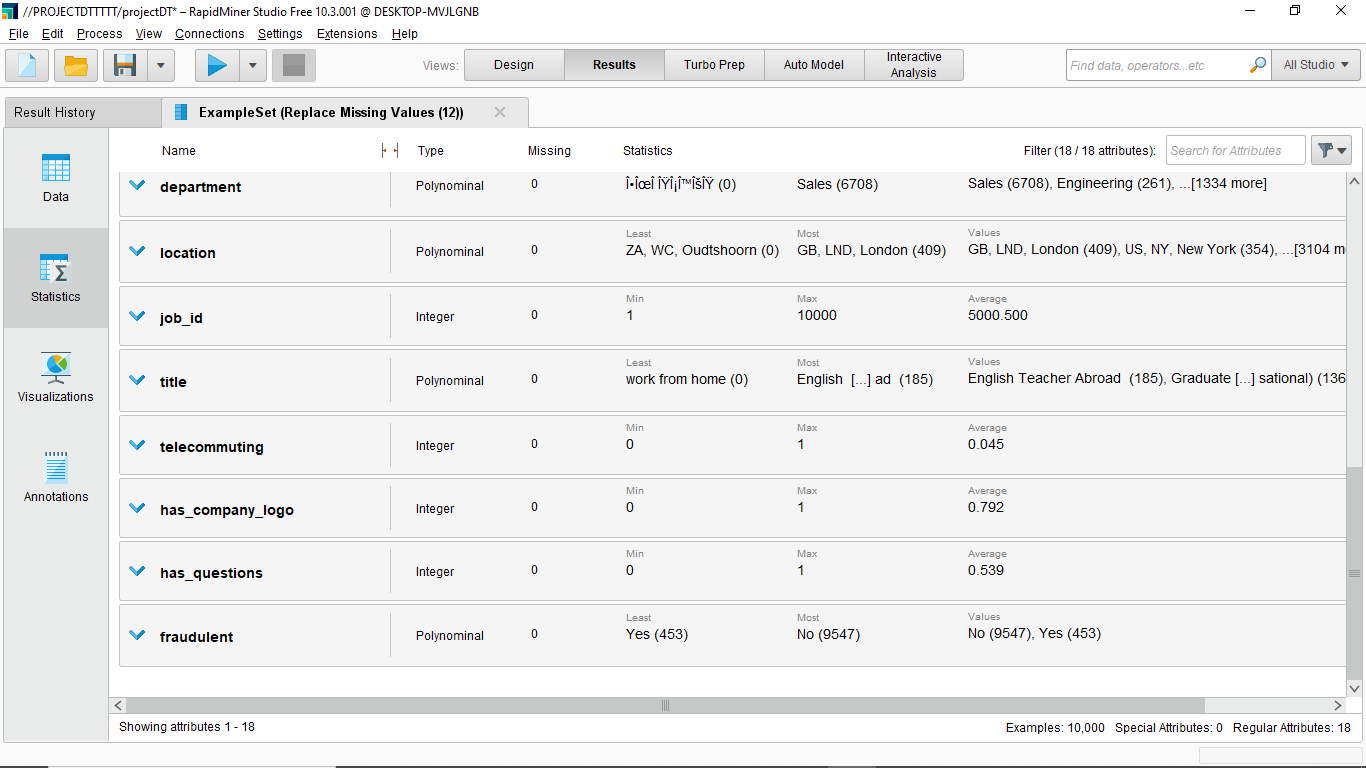 //PROJECTDTTTTT/projectDT* – RapidMiner Studio Free 10.3.001 @ DESKTOP-MVJLGNB
File Edit Process View Connections Settings Extensions Help
Views: Design Results Turbo Prep Auto Model Interactive Analysis Find data, operators...etc All Studio
Result History ExampleSet (Replace Missing Values (12))
Name Type Missing Statistics Filter (18 / 18 attributes): Search for Attributes
Data
Statistics
Visualizations
Annotations
department Polynominal 0 (0) Sales (6708) Sales (6708), Engineering (261), ...[1334 more]
Least Most Values
location Polynominal 0 ZA, WC, Oudtshoorn (0) GB, LND, London (409) GB, LND, London (409), US, NY, New York (354), ...[3104 m
Min Max Average
job_id Integer 0 1 10000 5000.500
Least Most Values
title Polynominal 0 work from home (0) English [...] ad (185) English Teacher Abroad (185), Graduate [...] sational) (136
Min Max Average
telecommuting Integer 0 0 1 0.045
Min Max Average
has_company_logo Integer 0 0 1 0.792
Min Max Average
has_questions Integer 0 0 1 0.539
Least Most Values
fraudulent Polynominal 0 Yes (453) No (9547) No (9547), Yes (453)
Showing attributes 1 - 18 Examples: 10,000 Special Attributes: 0 Regular Attributes: 18